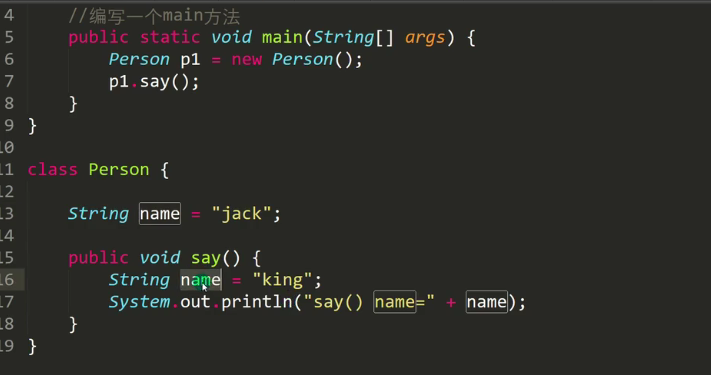 4 //编写一个main方法
5 public static void main(String[] args) {
6 Person p1 = new Person();
7 p1.say();
8 }
9 }
10
11 class Person {
12
13 String name = "jack";
14
15 public void say() {
16 String name = "king";
17 System.out.println("say() name=" + name);
18 }
19 }